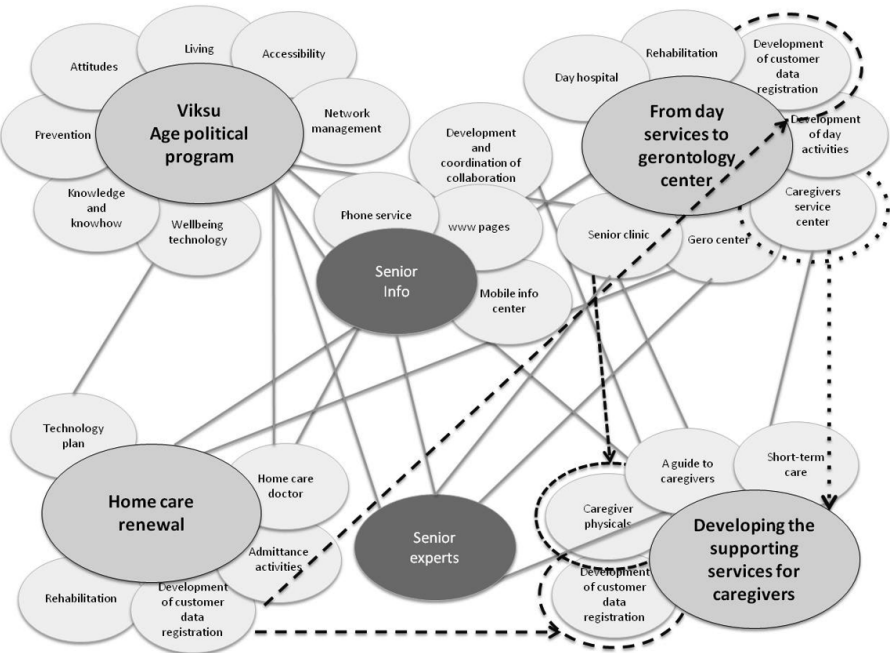 Living
Attitudes
Accessibility
Viksu
Age political
program
Prevention
Network
management
Knowledge
and
knowhow
Wellbeing
technology
Development
and
coordination of
collaboration
Phone service
www pages
Senior
Info
Mobile info
center
Rehabilitation
Development
of customer
data
registration
Day hospital
From day
services to
gerontology
center
Development
of day
activities
Caregivers
service
center
Senior clinic
Gero center
Technology
plan
Home care
renewal
Home care
doctor
Admittance
activities
Rehabilitation
Development
of customer
data
registration
Senior
experts
A guide to
caregivers
Short-term
care
Caregiver
physicals
Developing the
supporting
services for
caregivers
Development
of customer
data
registration